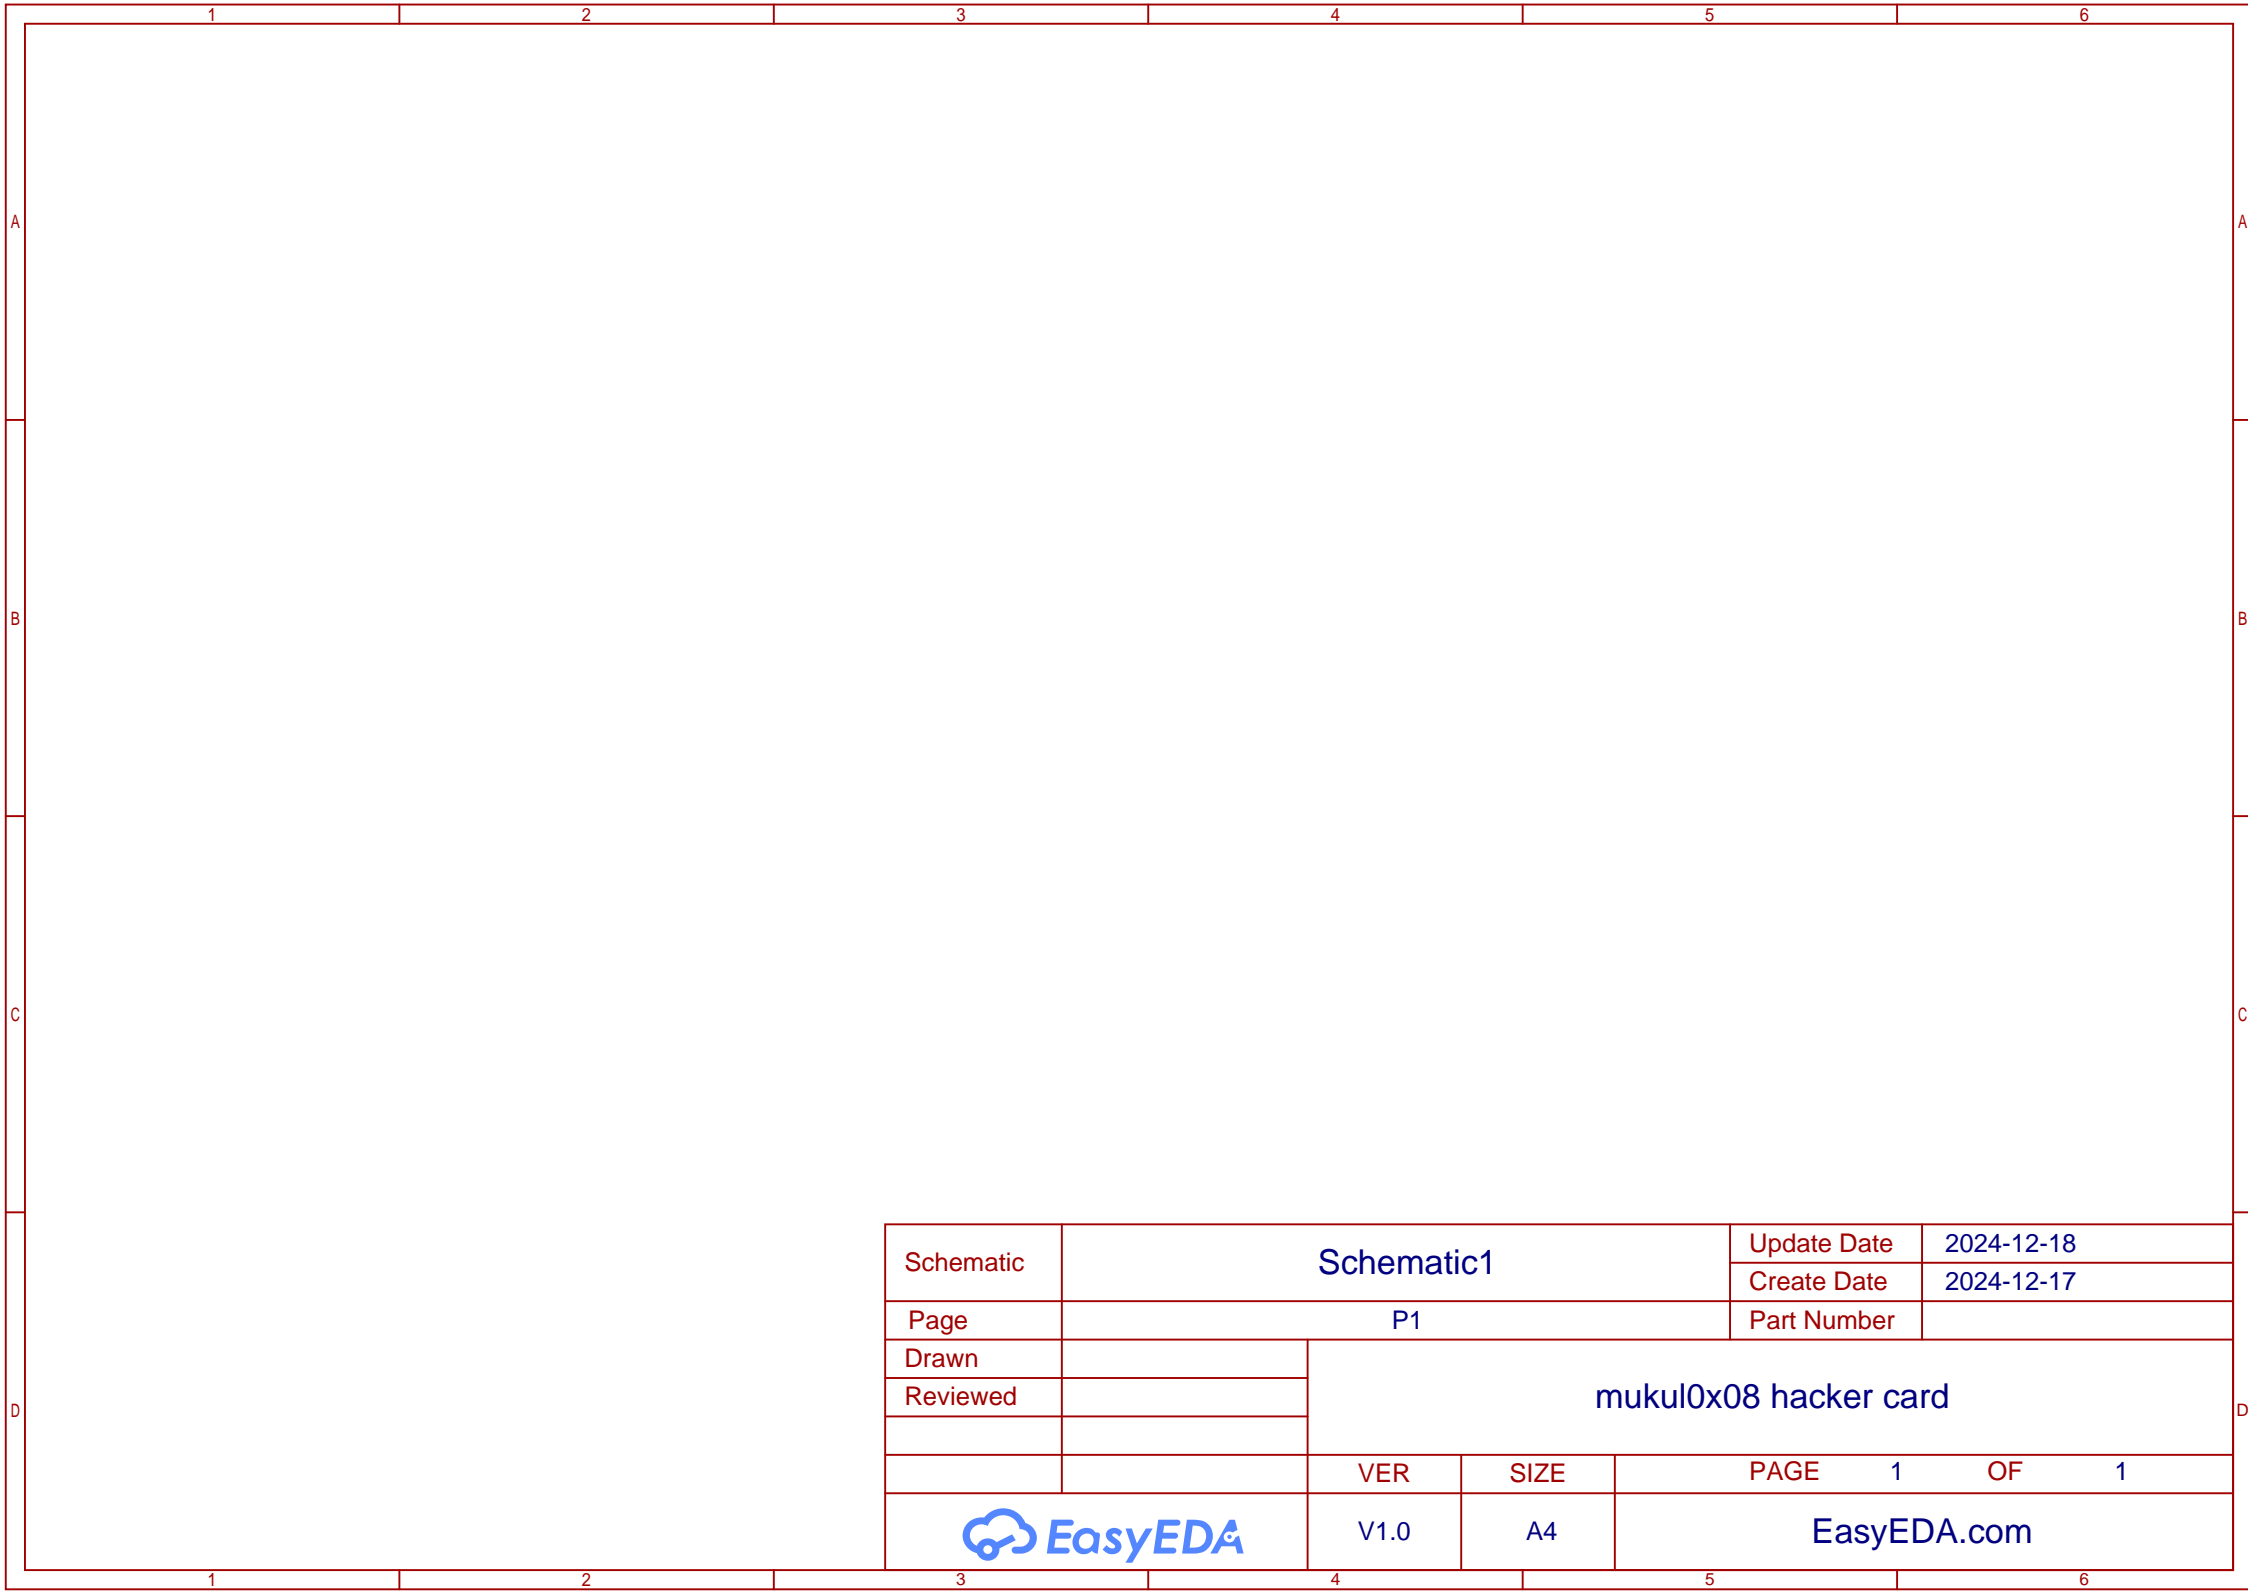 1 2 3 4 5 6
A A
B B
C C
D D
Schematic Schematic1 Update Date 2024-12-18
Create Date 2024-12-17
Page P1 Part Number
Drawn
Reviewed
mukul0x08 hacker card
VER SIZE PAGE 1 OF 1
EasyEDA V1.0 A4 EasyEDA.com
1 2 3 4 5 6